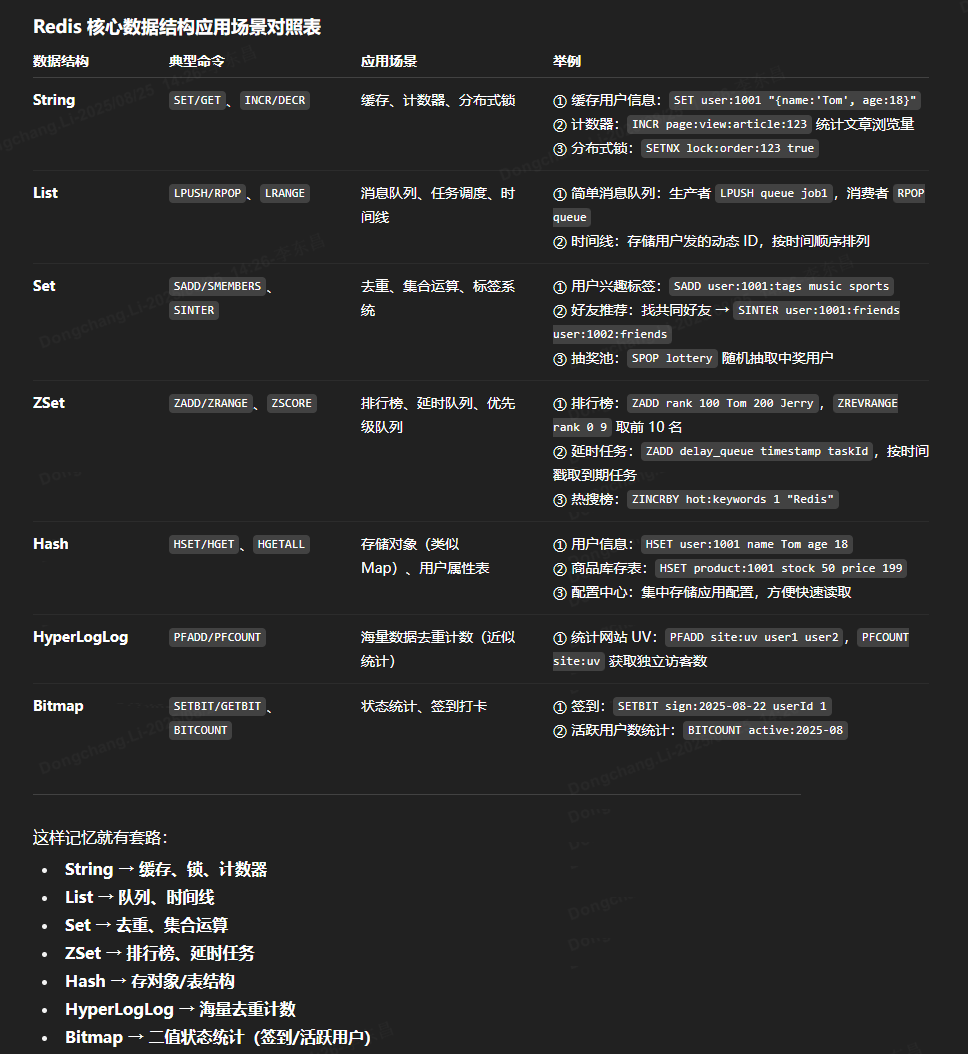 Redis 核心数据结构应用场景对照表
数据结构 典型命令 应用场景 举例
String SET/GET、INCR/DECR 缓存、计数器、分布式锁 ① 缓存用户信息：SET user:1001 "{name:'Tom', age:18}"
② 计数器：INCR page:view:article:123 统计文章浏览量
③ 分布式锁：SETNX lock:order:123 true
List LPUSH/RPOP、LRANGE 消息队列、任务调度、时 ① 简单消息队列：生产者 LPUSH queue job1，消费者 RPOP
间线 queue
② 时间线：存储用户发的动态 ID，按时间顺序排列
Set SADD/SMEMBERS、 去重、集合运算、标签系 ① 用户兴趣标签：SADD user:1001:tags music sports
SINTER 统 ② 好友推荐：找共同好友 → SINTER user:1001:friends
user:1002:friends
③ 抽奖池：SPOP lottery 随机抽取中奖用户
ZSet ZADD/ZRANGE、ZSCORE 排行榜、延时队列、优先 ① 排行榜：ZADD rank 100 Tom 200 Jerry，ZREVRANGE
级队列 rank 0 9 取前 10 名
② 延时任务：ZADD delay_queue timestamp taskId，按时间
戳取到期任务
③ 热搜榜：ZINCRBY hot:keywords 1 "Redis"
Hash HSET/HGET、HGETALL 存储对象（类似 ① 用户信息：HSET user:1001 name Tom age 18
Map）、用户属性表 ② 商品库存表：HSET product:1001 stock 50 price 199
③ 配置中心：集中存储应用配置，方便快速读取
HyperLogLog PFADD/PFCOUNT 海量数据去重计数（近似 ① 统计网站 UV：PFADD site:uv user1 user2，PFCOUNT
统计） site:uv 获取独立访客数
Bitmap SETBIT/GETBIT、 状态统计、签到打卡 ① 签到：SETBIT sign:2025-08-22 userId 1
BITCOUNT ② 活跃用户数统计：BITCOUNT active:2025-08
这样记忆就有套路：
• String → 缓存、锁、计数器
• List → 队列、时间线
• Set → 去重、集合运算
• ZSet → 排行榜、延时任务
• Hash → 存对象/表结构
• HyperLogLog → 海量去重计数
• Bitmap → 二值状态统计（签到/活跃用户）